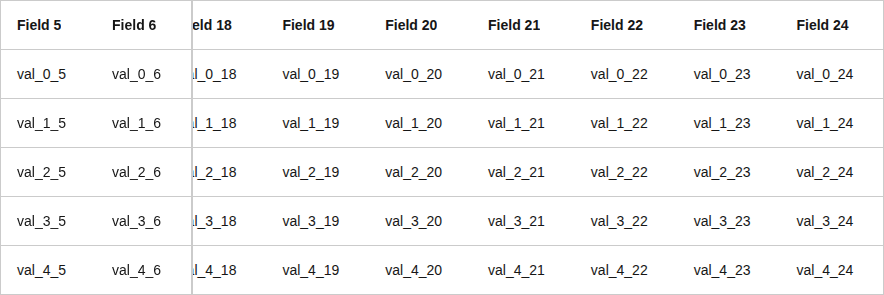 Field 5 Field 6 eld 18 Field 19 Field 20 Field 21 Field 22 Field 23 Field 24
val_0_5 val_0_6 l_0_18 val_0_19 val_0_20 val_0_21 val_0_22 val_0_23 val_0_24
val_1_5 val_1_6 l_1_18 val_1_19 val_1_20 val_1_21 val_1_22 val_1_23 val_1_24
val_2_5 val_2_6 l_2_18 val_2_19 val_2_20 val_2_21 val_2_22 val_2_23 val_2_24
val_3_5 val_3_6 l_3_18 val_3_19 val_3_20 val_3_21 val_3_22 val_3_23 val_3_24
val_4_5 val_4_6 l_4_18 val_4_19 val_4_20 val_4_21 val_4_22 val_4_23 val_4_24